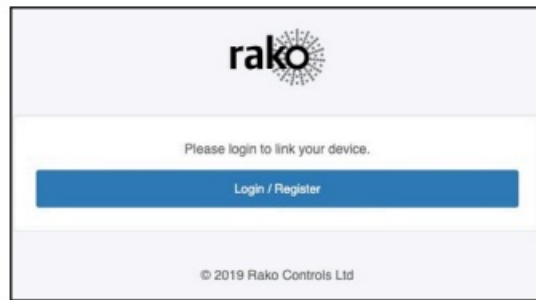 rako
Please login to link your device.
Login / Register
© 2019 Rako Controls Ltd